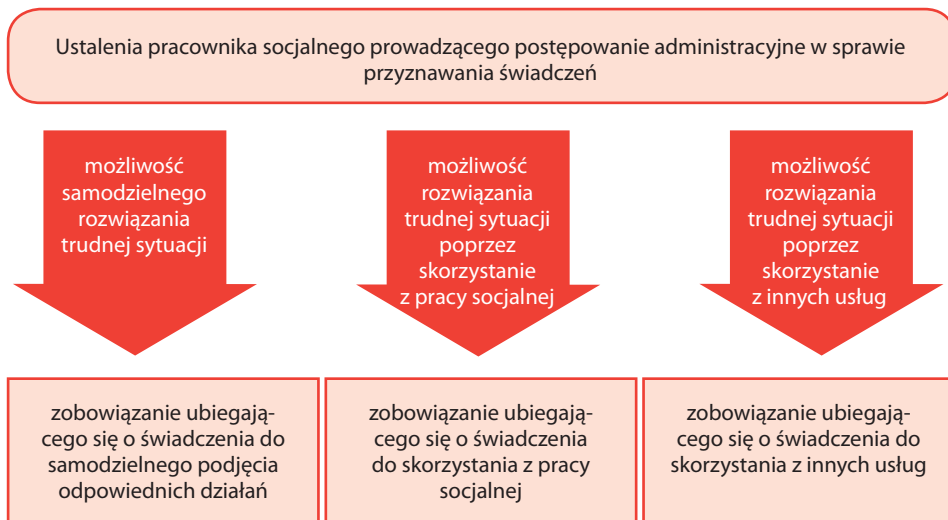 Ustalenia pracownika socjalnego prowadzącego postępowanie administracyjne w sprawie
przyznawania świadczeń
możliwość
samodzielnego
rozwiązania
trudnej sytuacji
możliwość
rozwiązania
trudnej sytuacji
poprzez
skorzystanie
z pracy socjalnej
możliwość
rozwiązania
trudnej sytuacji
poprzez
skorzystanie
z innych usług
zobowiązanie ubiegają-
cego się o świadczenia do
samodzielnego podjęcia
odpowiednich działań
zobowiązanie ubiegają-
cego się o świadczenia
do skorzystania z pracy
socjalnej
zobowiązanie ubiegają-
cego się o świadczenia do
skorzystania z innych usług